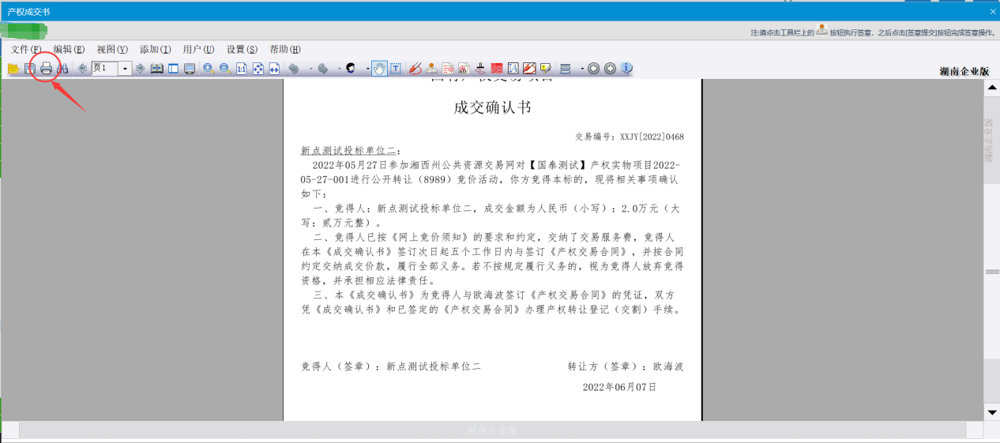 产权成交书
注:请点击工具栏上的 按钮执行签章，之后点击[签章提交]按钮完成签章操作。
文件(F) 编辑(E) 视图(V) 添加(I) 用户(U) 设置(S) 帮助(H)
页1
湖南企业版
成交确认书
交易编号：XXJY[2022]0468
新点测试投标单位二：
2022年05月27日参加湘西州公共资源交易网对【国泰测试】产权实物项目2022-
05-27-001进行公开转让（8989）竞价活动，你方竞得本标的，现将相关事项确认
如下：
一、竞得人：新点测试投标单位二，成交金额为人民币（小写）：2.0万元（大
写：贰万元整）。
二、竞得人已按《网上竞价须知》的要求和约定，交纳了交易服务费，竞得人
在本《成交确认书》签订次日起五个工作日内与签订《产权交易合同》，并按合同
约定交纳成交价款，履行全部义务。若不按规定履行义务的，视为竞得人放弃竞得
资格，并承担相应法律责任。
三、本《成交确认书》为竞得人与欧海波签订《产权交易合同》的凭证，双方
凭《成交确认书》和已签定的《产权交易合同》办理产权转让登记（交割）手续。
竞得人（签章）：新点测试投标单位二 转让方（签章）：欧海波
2022年06月07日
湖南企业版
湖南企业版